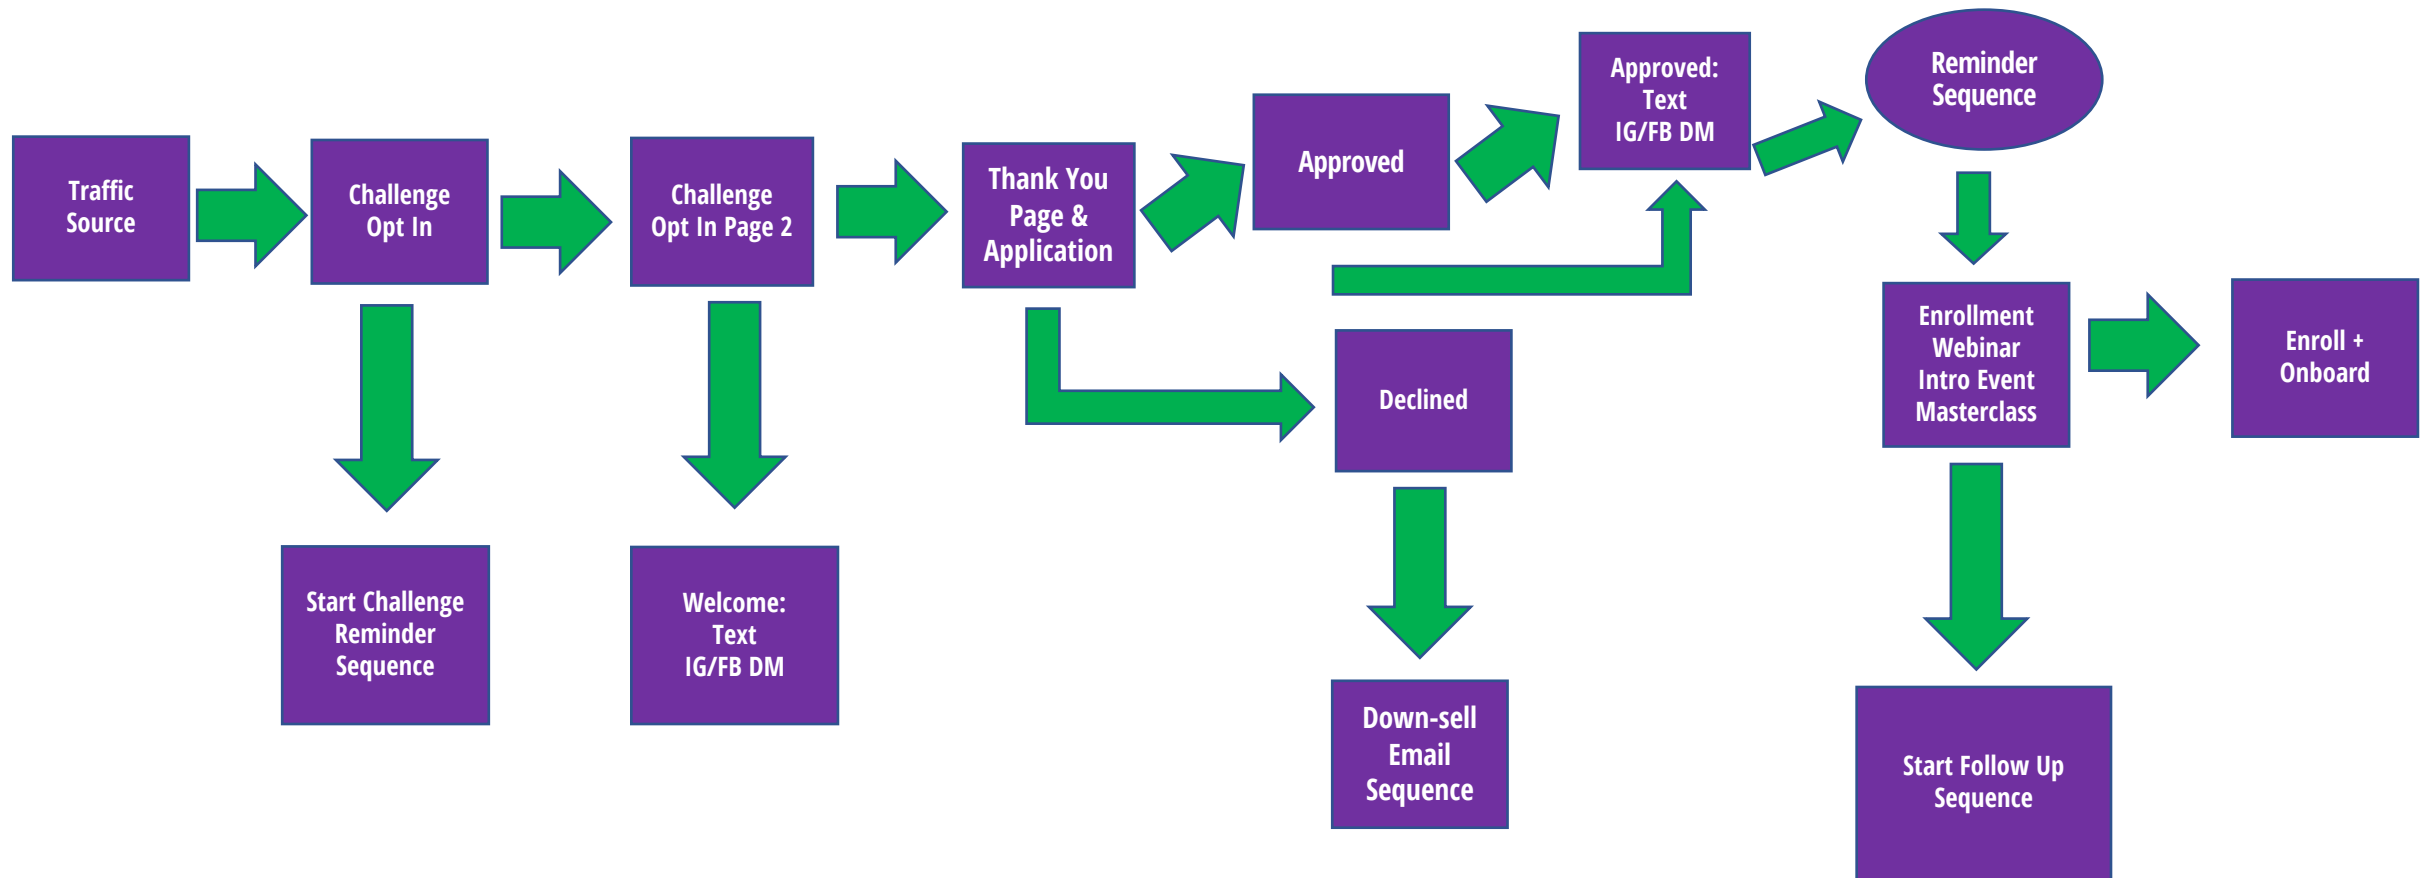 Traffic
Source
Challenge
Opt In
Challenge
Opt In Page 2
Thank You
Page &
Application
Approved
Approved:
Text
IG/FB DM
Reminder
Sequence
Enrollment
Webinar
Intro Event
Masterclass
Enroll +
Onboard
Declined
Start Challenge
Reminder
Sequence
Welcome:
Text
IG/FB DM
Down-sell
Email
Sequence
Start Follow Up
Sequence